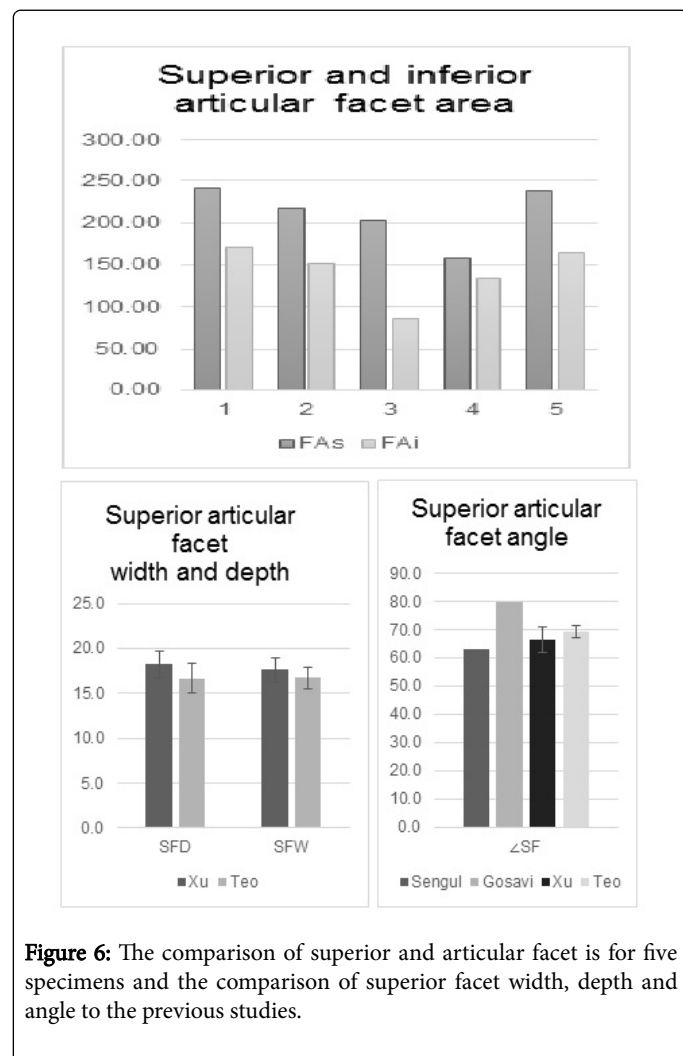 Superior and inferior
articular facet area
300.00
250.00
200.00
150.00
100.00
50.00
0.00
1 2 3 4 5
FAs FAi
Superior articular
facet
width and depth
25.0
20.0
15.0
10.0
5.0
0.0
SFD SFW
Xu Teo
Superior articular
facet angle
90.0
80.0
70.0
60.0
50.0
40.0
30.0
20.0
10.0
0.0
∠SF
Sengul Gosavi Xu Teo
Figure 6: The comparison of superior and articular facet is for five
specimens and the comparison of superior facet width, depth and
angle to the previous studies.